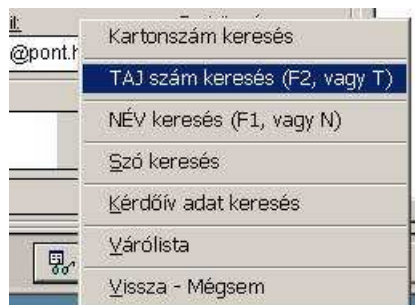 it:
@pont.h
Kartonszám keresés
TAJ szám keresés (F2, vagy T)
NÉV keresés (F1, vagy N)
Szó keresés
Kérdőív adat keresés
Várólista
Vissza - Mégsem